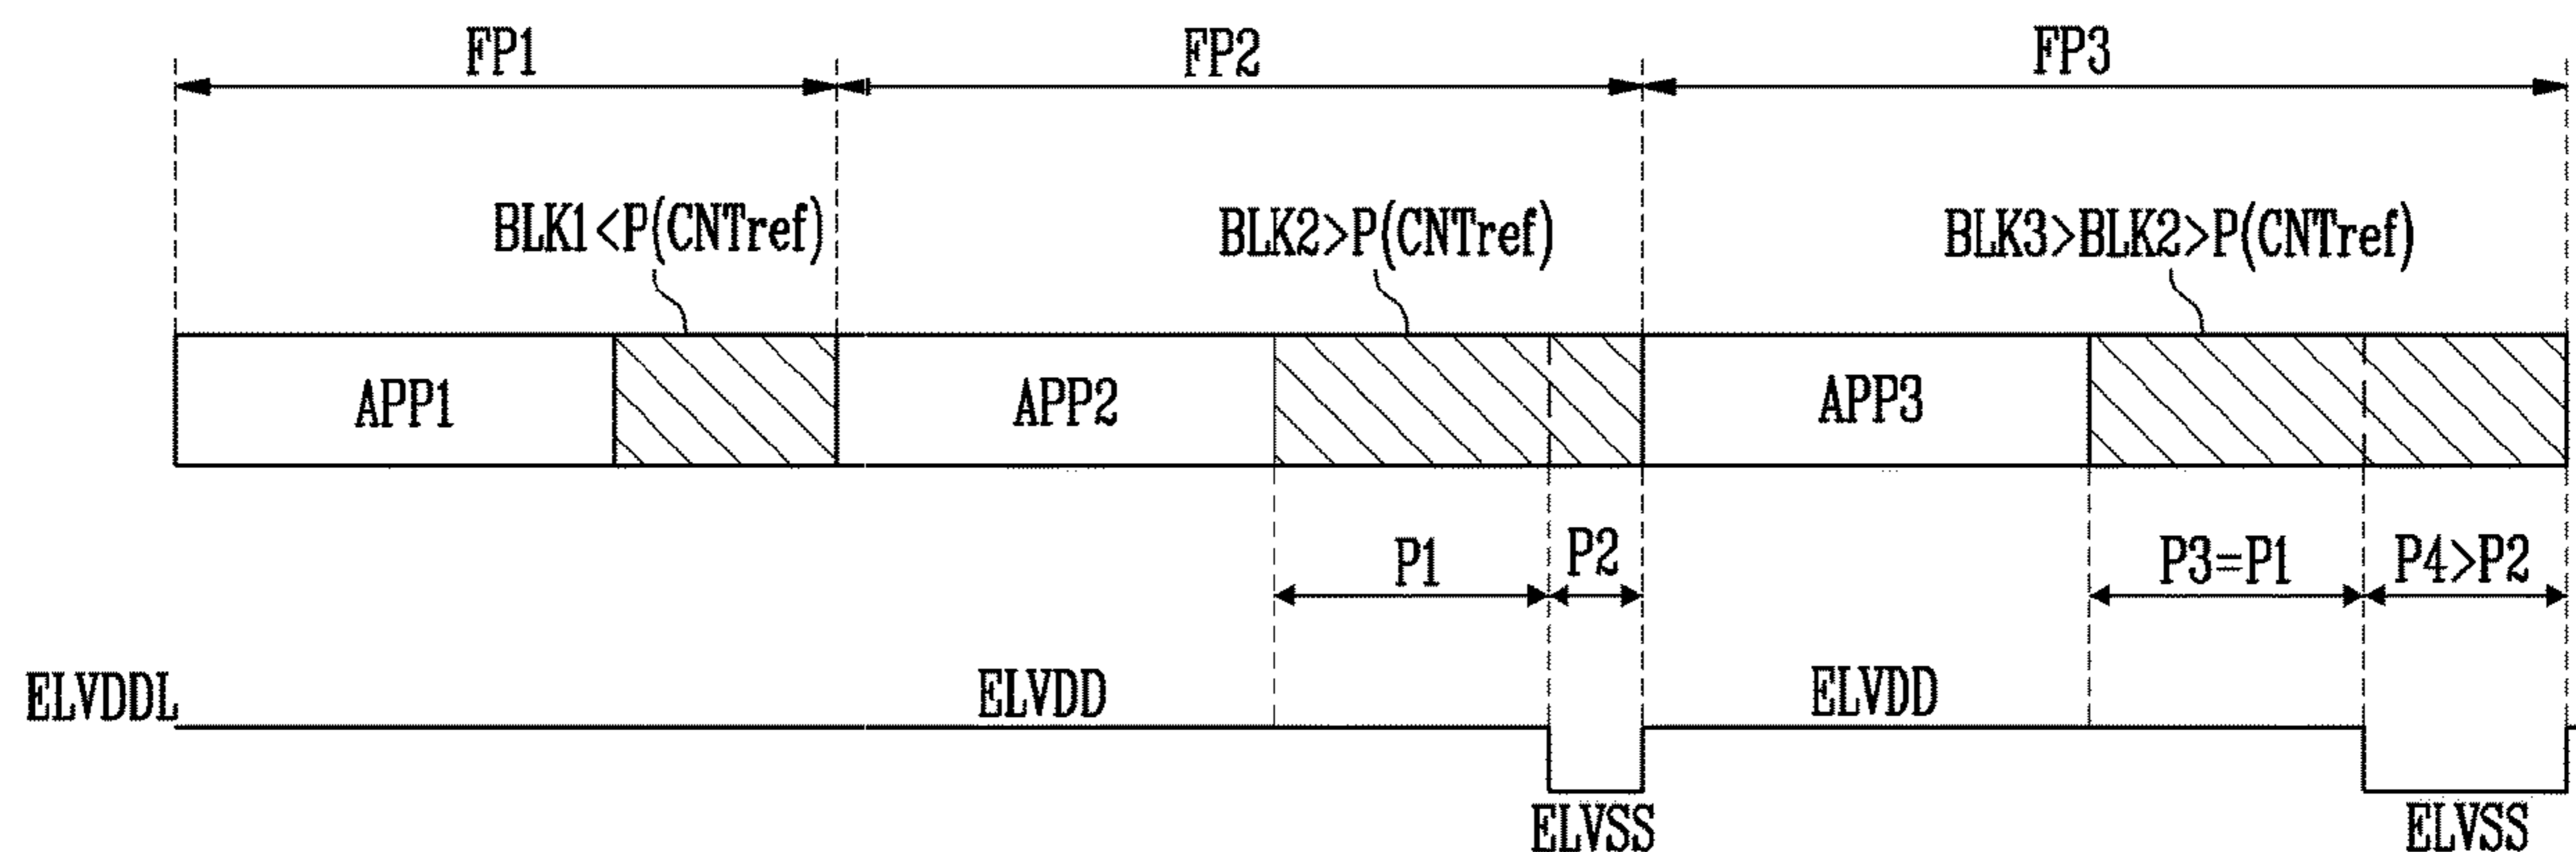 FP1 FP2 FP3
BLK1<P(CNTref) BLK2>P(CNTref) BLK3>BLK2>P(CNTref)
APP1 APP2 APP3
P1 P2 P3=P1 P4>P2
ELVDDL ELVDD ELVDD
ELVSS ELVSS